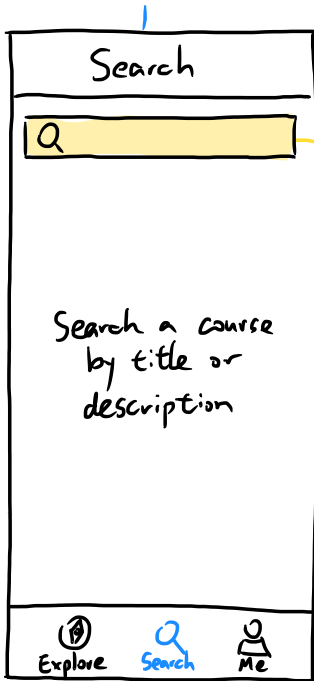 Search
Search a course
by title or
description
Explore Search Me